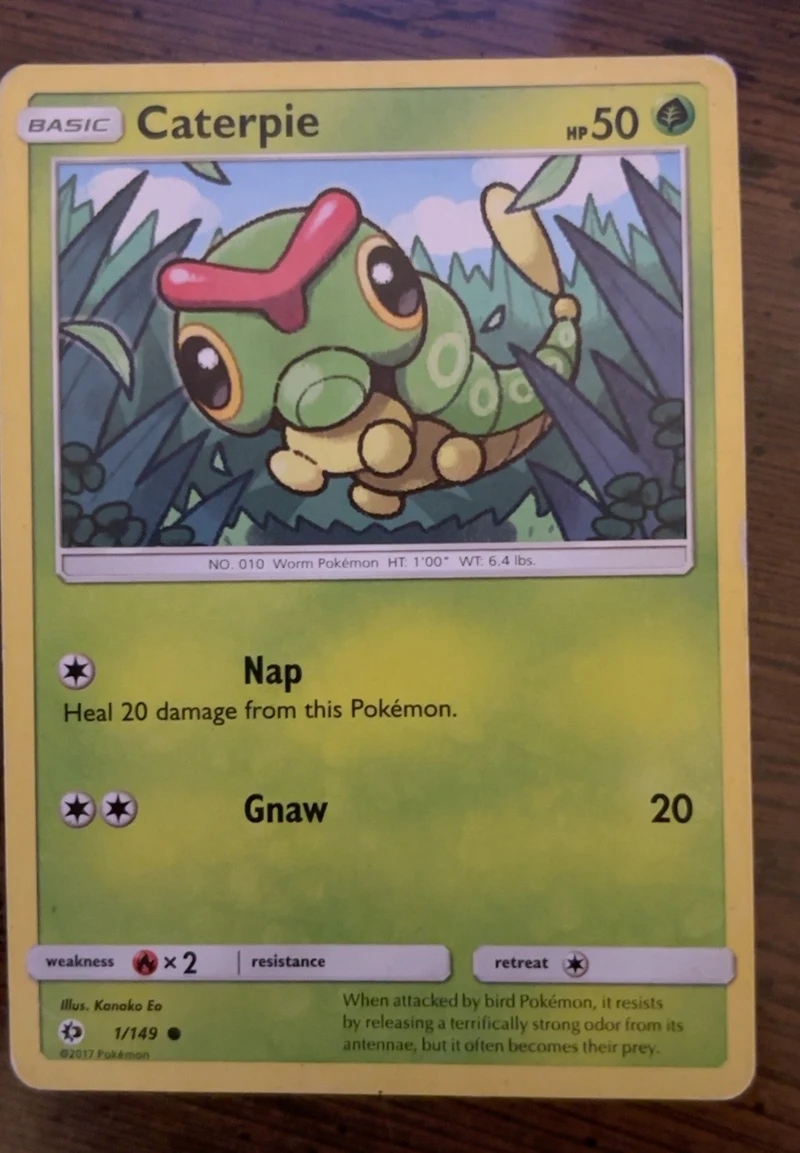 BASIC Caterpie HP 50
NO. 010 Worm Pokémon HT: 1'00" WT: 6.4 lbs.
Nap
Heal 20 damage from this Pokémon.
Gnaw 20
weakness ×2 resistance retreat
Illus. Kanako Eo
1/149
©2017 Pokémon
When attacked by bird Pokémon, it resists
by releasing a terrifically strong odor from its
antennae, but it often becomes their prey.